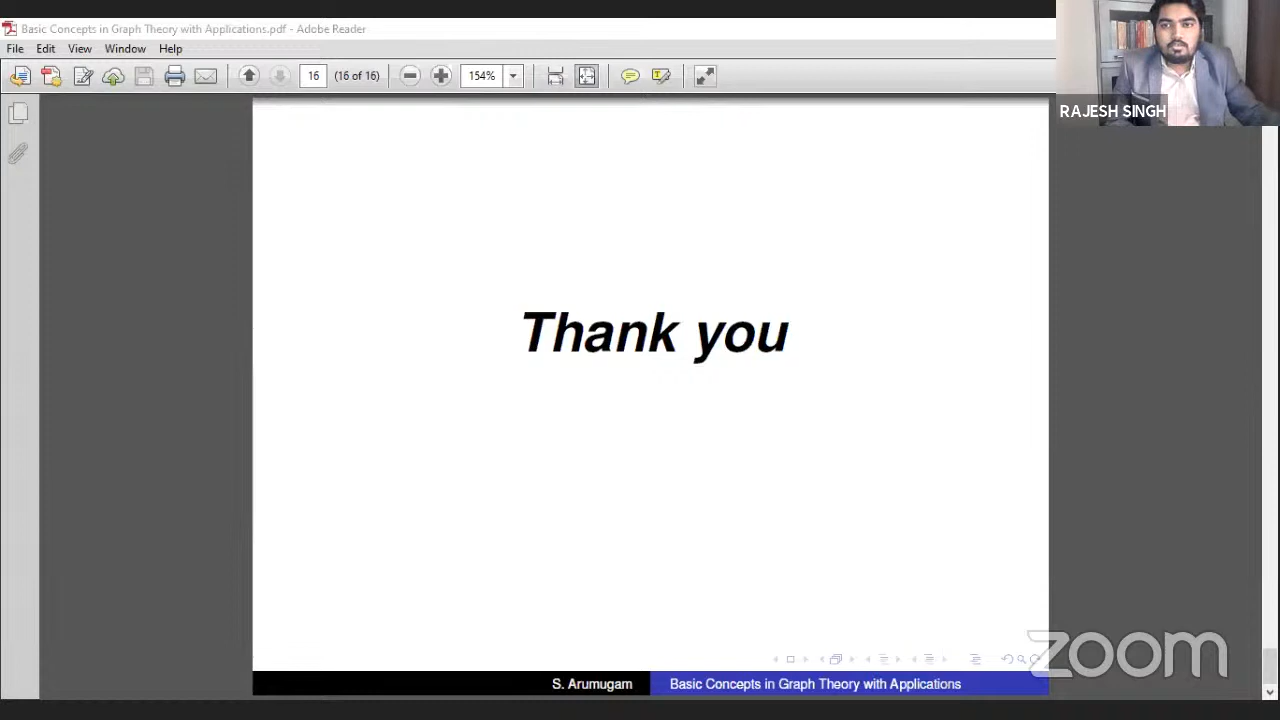 Basic Concepts in Graph Theory with Applications.pdf - Adobe Reader
File Edit View Window Help
16 (16 of 16) 154%
RAJESH SINGH
Thank you
zoom
S. Arumugam Basic Concepts in Graph Theory with Applications